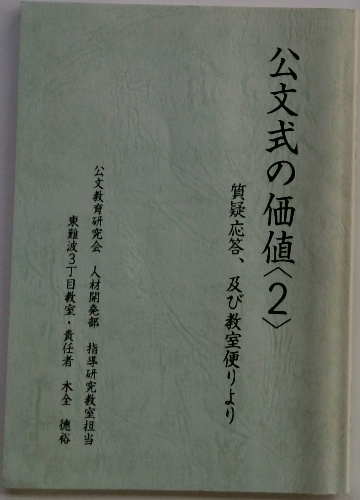 公文式の価値〈2〉
質疑応答、及び教室便りより
公文教育研究会 人材開発部 指導研究教室担当
東難波3丁目教室・責任者 木全 徳裕